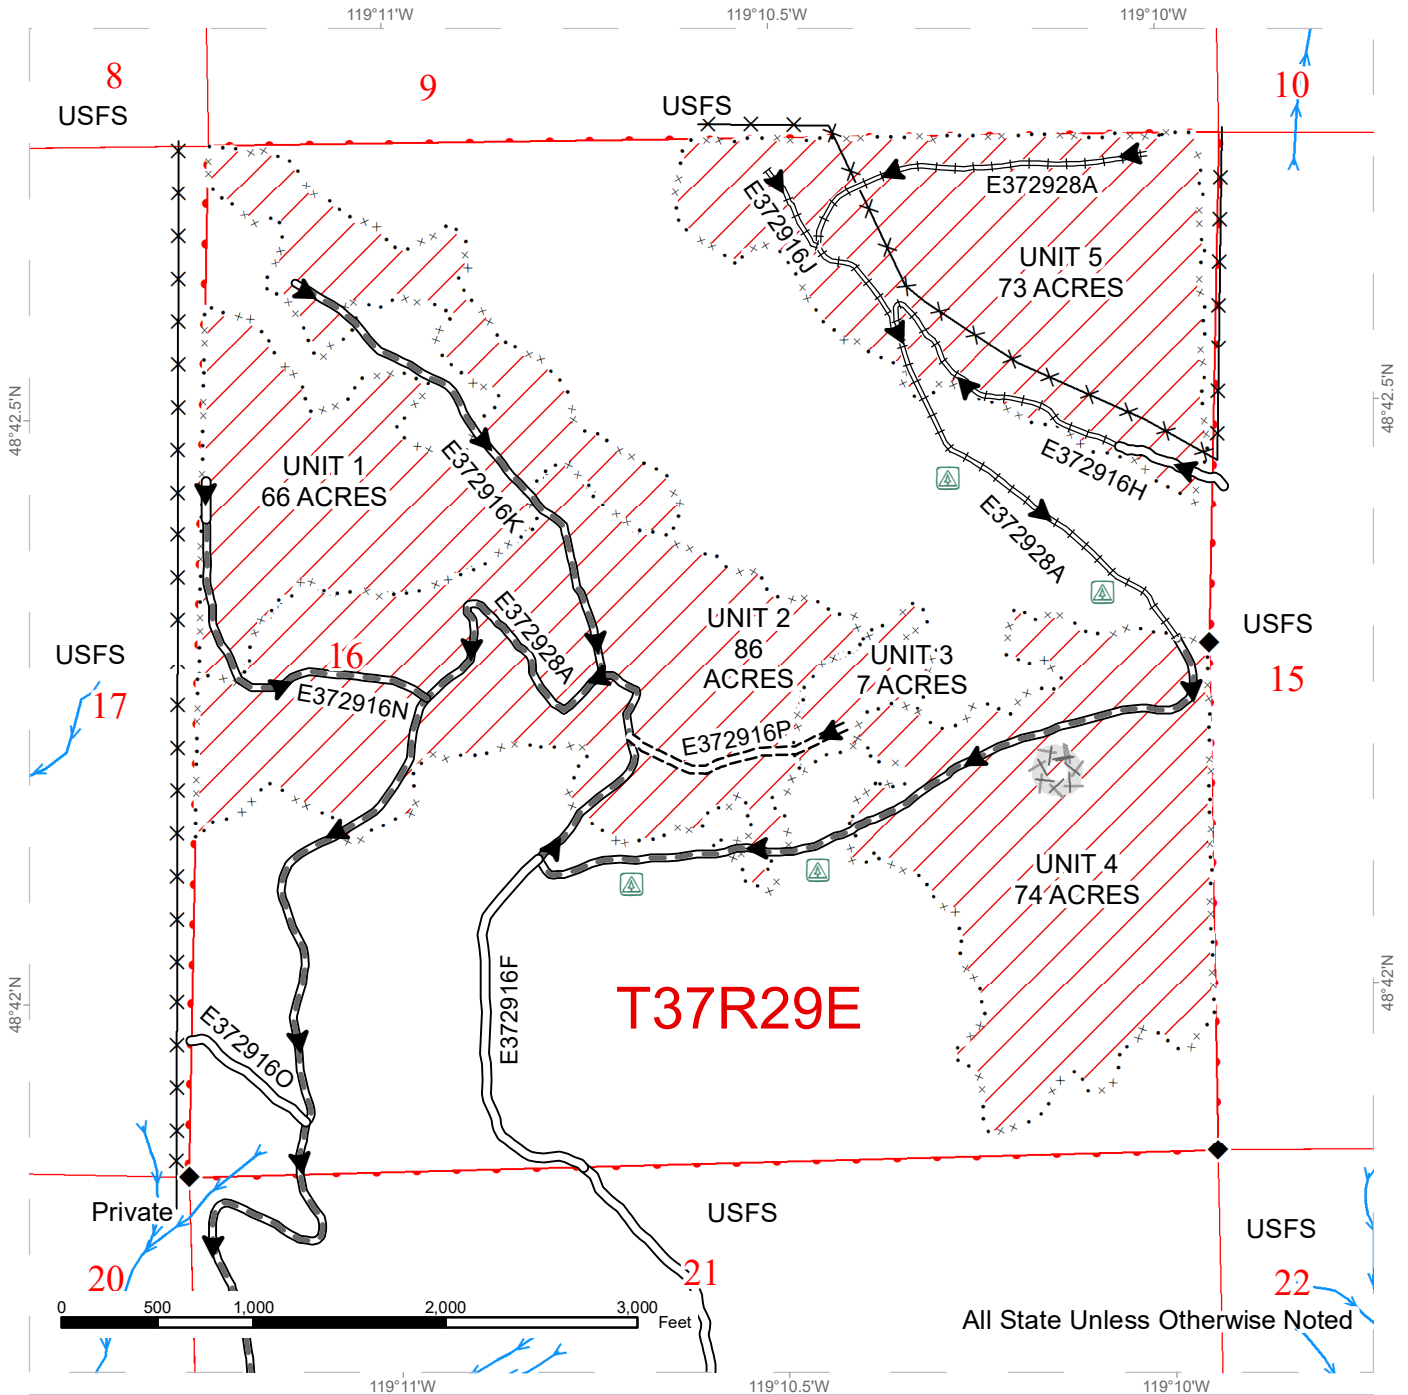 119°11'W
119°10.5'W
119°10'W
8
9
10
USFS
USFS
E372928A
E372916J
UNIT 5
73 ACRES
48°42.5'N
48°42.5'N
UNIT 1
66 ACRES
E372916K
E372916H
E372928A
E372928A
UNIT 2
86
ACRES
USFS
USFS
16
UNIT 3
7 ACRES
15
17
E372916N
E372916P
UNIT 4
74 ACRES
E372916F
T37R29E
48°42'N
48°42'N
E372916O
Private
USFS
USFS
20
21
22
0 500 1,000 2,000 3,000
Feet
All State Unless Otherwise Noted
119°11'W
119°10.5'W
119°10'W